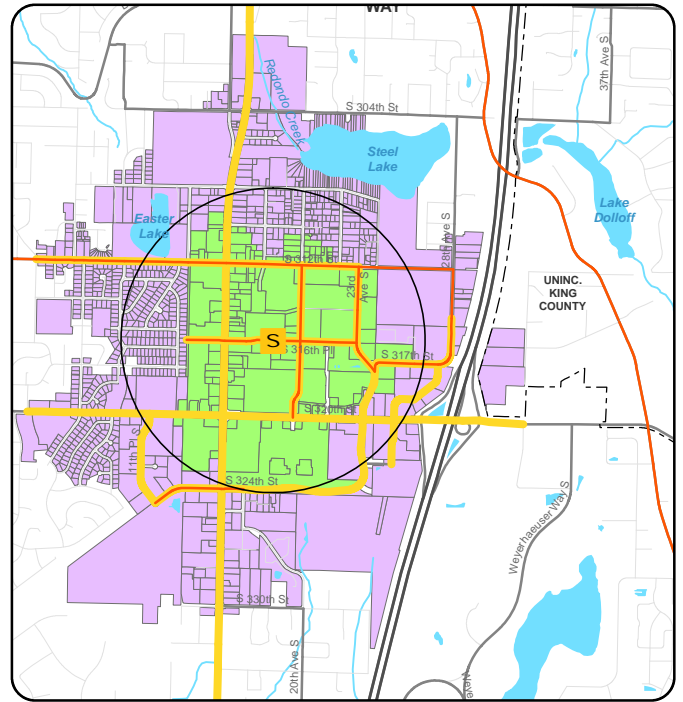 WAY
37th Ave S
Redondo Creek
S 304th St
Steel
Lake
Easter
Lake
Lake
Dolloff
28th Ave S
S 312th St
23rd
Ave S
UNINC.
KING
COUNTY
S
S 316th Pl
S 317th St
S 320th St
11th Pl S
S 324th St
Weyerhaeuser Way S
S 330th St
20th Ave S
Weye